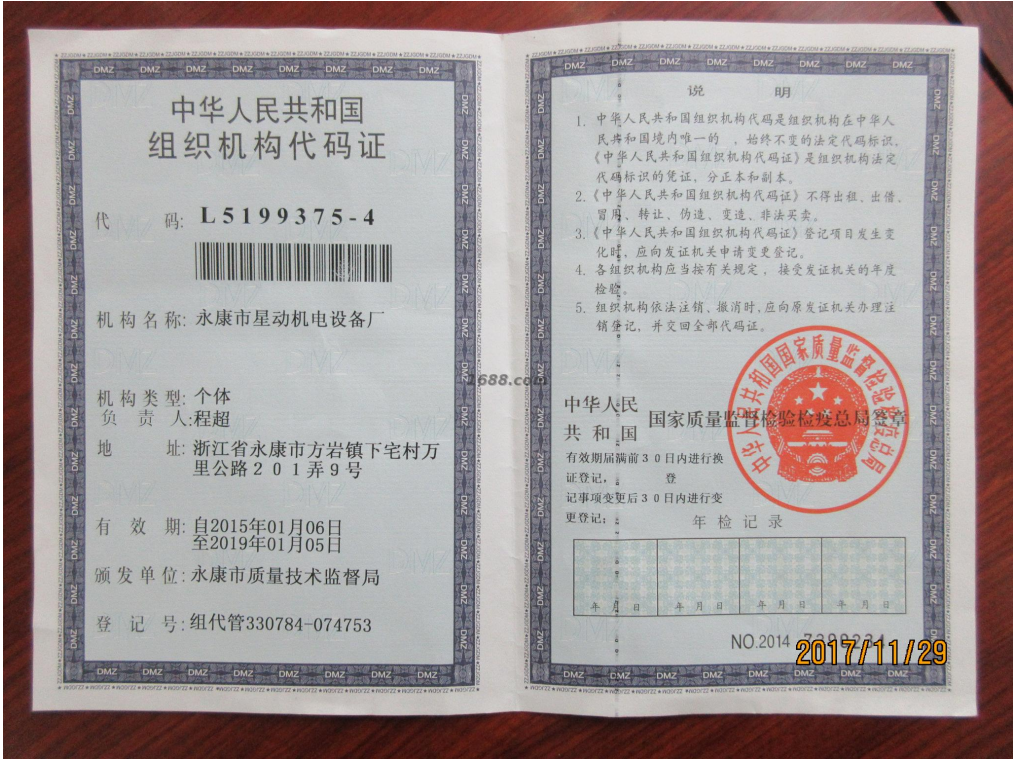 中华人民共和国
组织机构代码证
代 码: L5199375-4
机构名称: 永康市星动机电设备厂
机构类型: 个体
负 责 人: 程超
地 址: 浙江省永康市方岩镇下宅村万
里公路201弄9号
有 效 期: 自2015年01月06日
至2019年01月05日
颁发单位: 永康市质量技术监督局
登 记 号: 组代管330784-074753
说 明
1. 中华人民共和国组织机构代码是组织机构在中华人
民共和国境内唯一的 ，始终不变的法定代码标识，
《中华人民共和国组织机构代码证》是组织机构法定
代码标识的凭证，分正本和副本。
2.《中华人民共和国组织机构代码证》不得出租、出借、
冒用、转让、伪造、变造、非法买卖。
3.《中华人民共和国组织机构代码证》登记项目发生变
化时，应向发证机关申请变更登记。
4. 各组织机构应当按有关规定，接受发证机关的年度
检验。
5. 组织机构依法注销、撤消时，应向原发证机关办理注
销登记，并交回全部代码证。
1688.com
中华人民
共和国 国家质量监督检验检疫总局签章
中华人民共和国国家质量监督检验检疫总局
有效期届满前30日内进行换
证登记， 登
记事项变更后30日内进行变
更登记；
年检记录
年 月 日 年 月 日 年 月 日 年 月 日
NO.2014
2017/11/29